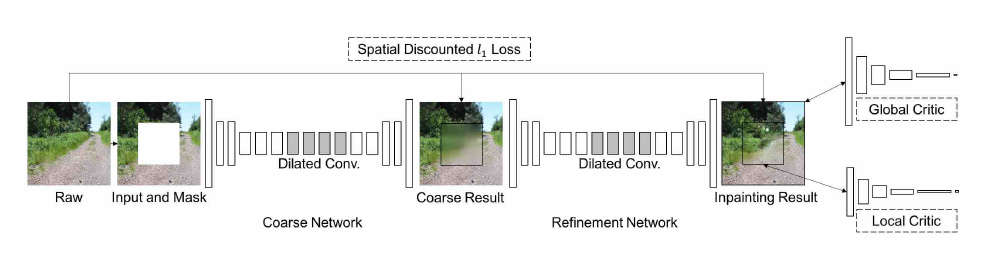 Spatial Discounted l₁ Loss
Global Critic
Dilated Conv.
Dilated Conv.
Raw
Input and Mask
Coarse Result
Inpainting Result
Coarse Network
Refinement Network
Local Critic